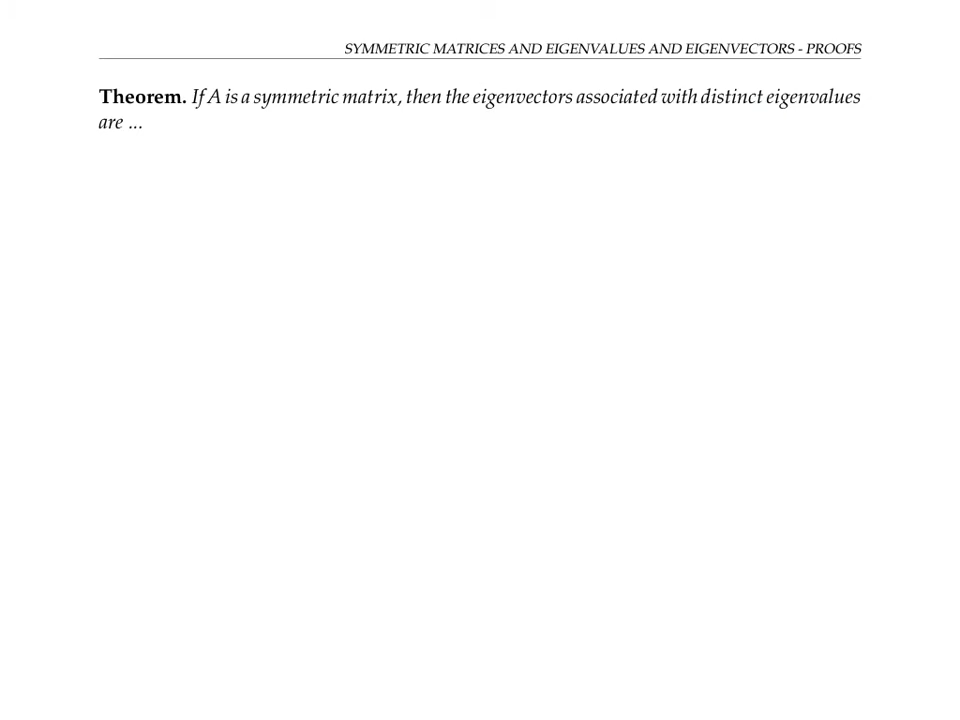 SYMMETRIC MATRICES AND EIGENVALUES AND EIGENVECTORS - PROOFS
Theorem. If A is a symmetric matrix, then the eigenvectors associated with distinct eigenvalues
are ...